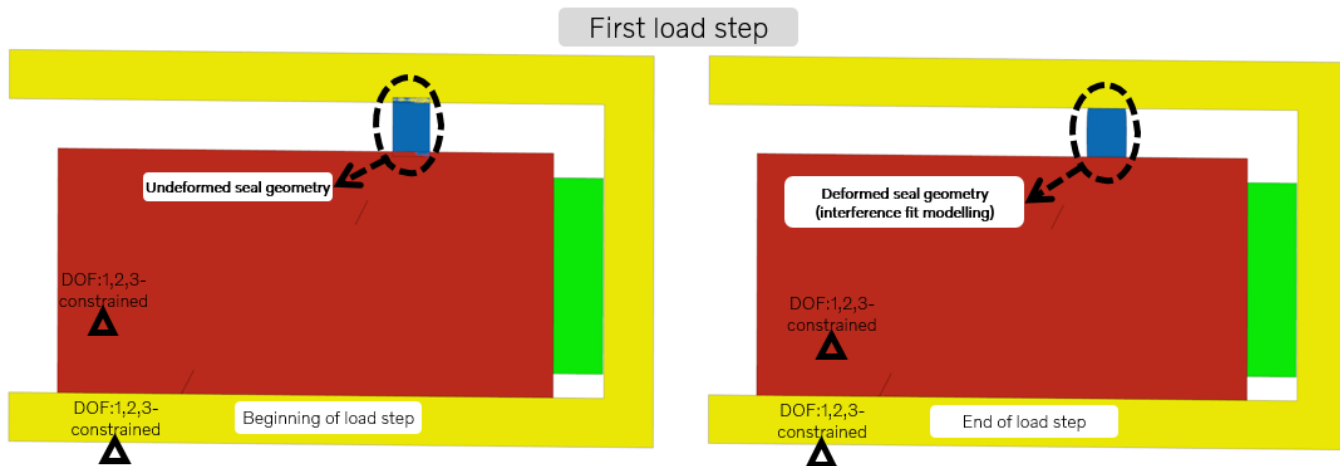 First load step
Undeformed seal geometry
DOF:1,2,3-
constrained
DOF:1,2,3-
constrained
Beginning of load step
Deformed seal geometry
(interference fit modelling)
DOF:1,2,3-
constrained
DOF:1,2,3-
constrained
End of load step